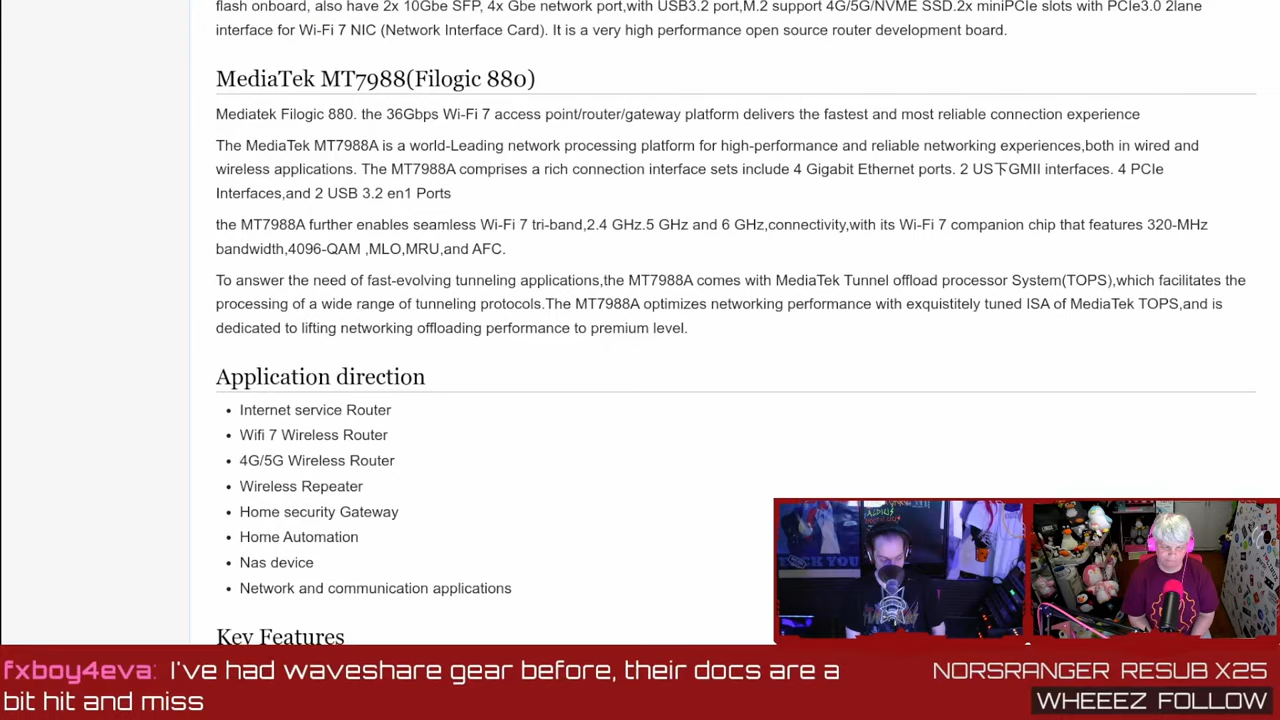 flash onboard, also have 2x 10Gbe SFP, 4x Gbe network port,with USB3.2 port,M.2 support 4G/5G/NVME SSD.2x miniPCIe slots with PCIe3.0 2lane
interface for Wi-Fi 7 NIC (Network Interface Card). It is a very high performance open source router development board.
MediaTek MT7988(Filogic 880)
Mediatek Filogic 880. the 36Gbps Wi-Fi 7 access point/router/gateway platform delivers the fastest and most reliable connection experience
The MediaTek MT7988A is a world-Leading network processing platform for high-performance and reliable networking experiences,both in wired and
wireless applications. The MT7988A comprises a rich connection interface sets include 4 Gigabit Ethernet ports. 2 US下GMII interfaces. 4 PCIe
Interfaces,and 2 USB 3.2 en1 Ports
the MT7988A further enables seamless Wi-Fi 7 tri-band,2.4 GHz.5 GHz and 6 GHz,connectivity,with its Wi-Fi 7 companion chip that features 320-MHz
bandwidth,4096-QAM ,MLO,MRU,and AFC.
To answer the need of fast-evolving tunneling applications,the MT7988A comes with MediaTek Tunnel offload processor System(TOPS),which facilitates the
processing of a wide range of tunneling protocols.The MT7988A optimizes networking performance with exquistitely tuned ISA of MediaTek TOPS,and is
dedicated to lifting networking offloading performance to premium level.
Application direction
• Internet service Router
• Wifi 7 Wireless Router
• 4G/5G Wireless Router
• Wireless Repeater
• Home security Gateway
• Home Automation
• Nas device
• Network and communication applications
Key Features
fxboy4eva: I've had waveshare gear before, their docs are a
bit hit and miss
NORSRANGER RESUB X25
WHEEEZ FOLLOW